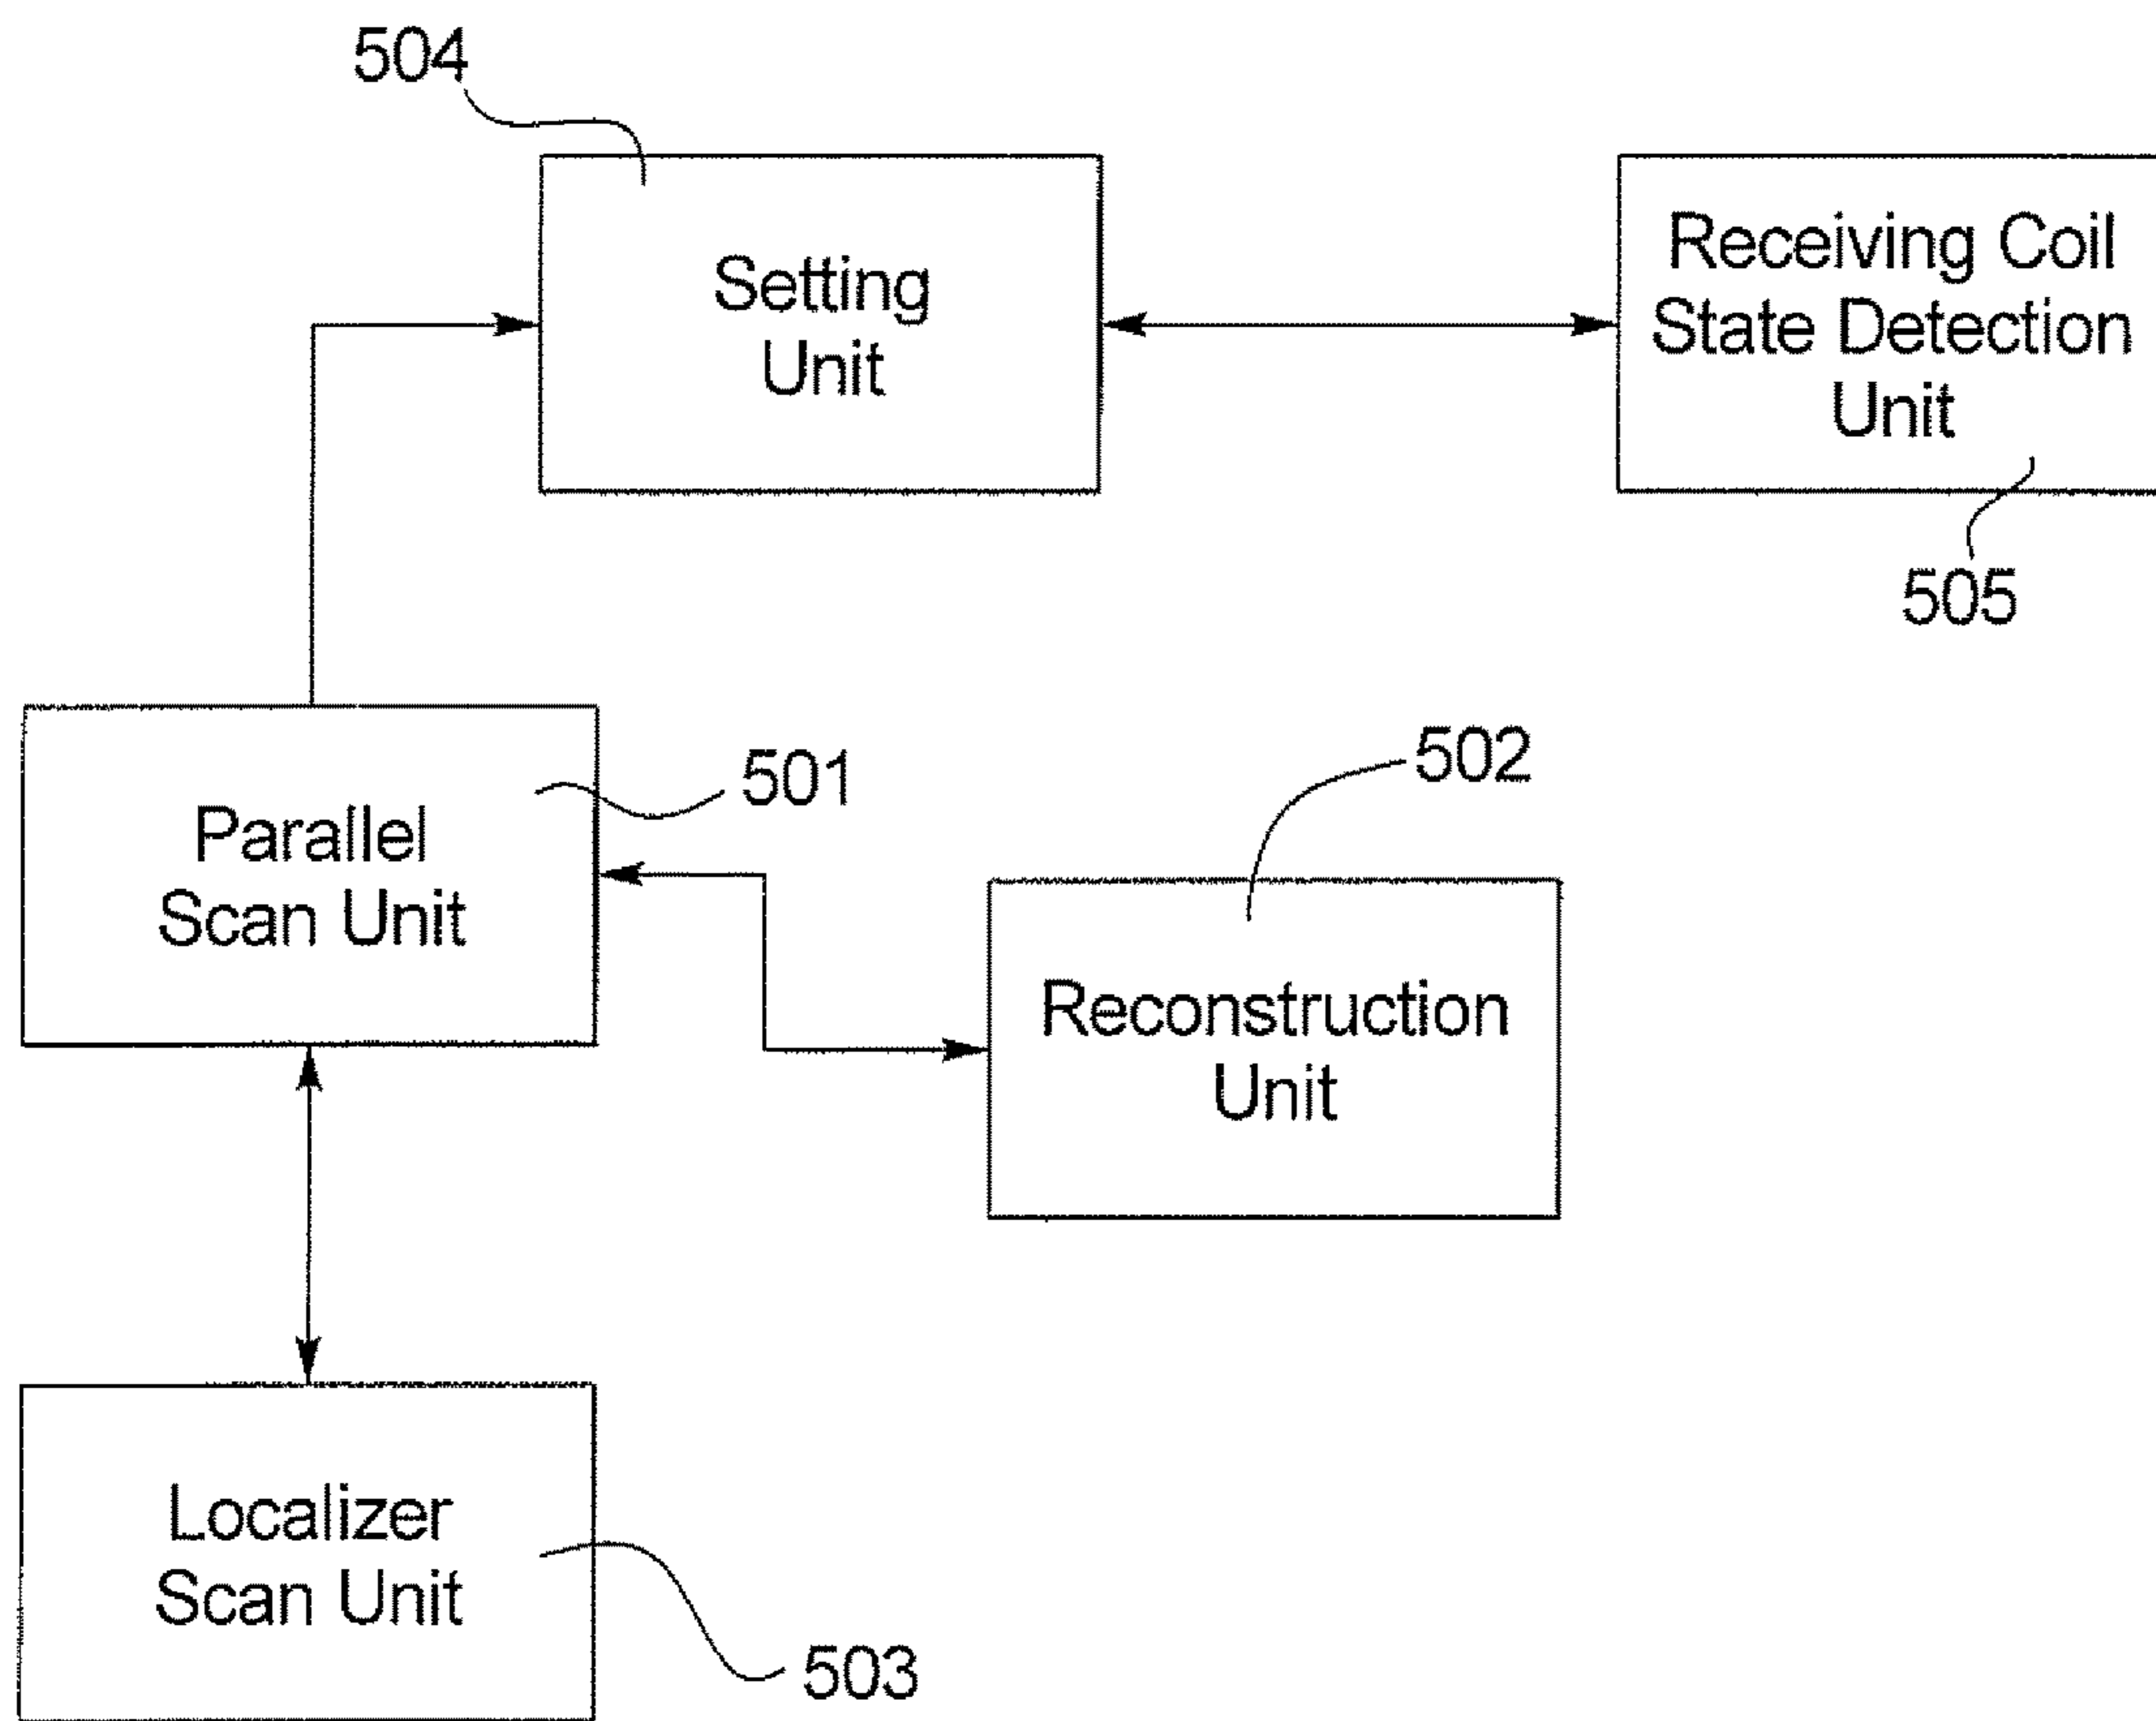 504
Setting
Unit
Receiving Coil
State Detection
Unit
505
Parallel
Scan Unit
501
502
Reconstruction
Unit
Localizer
Scan Unit
503